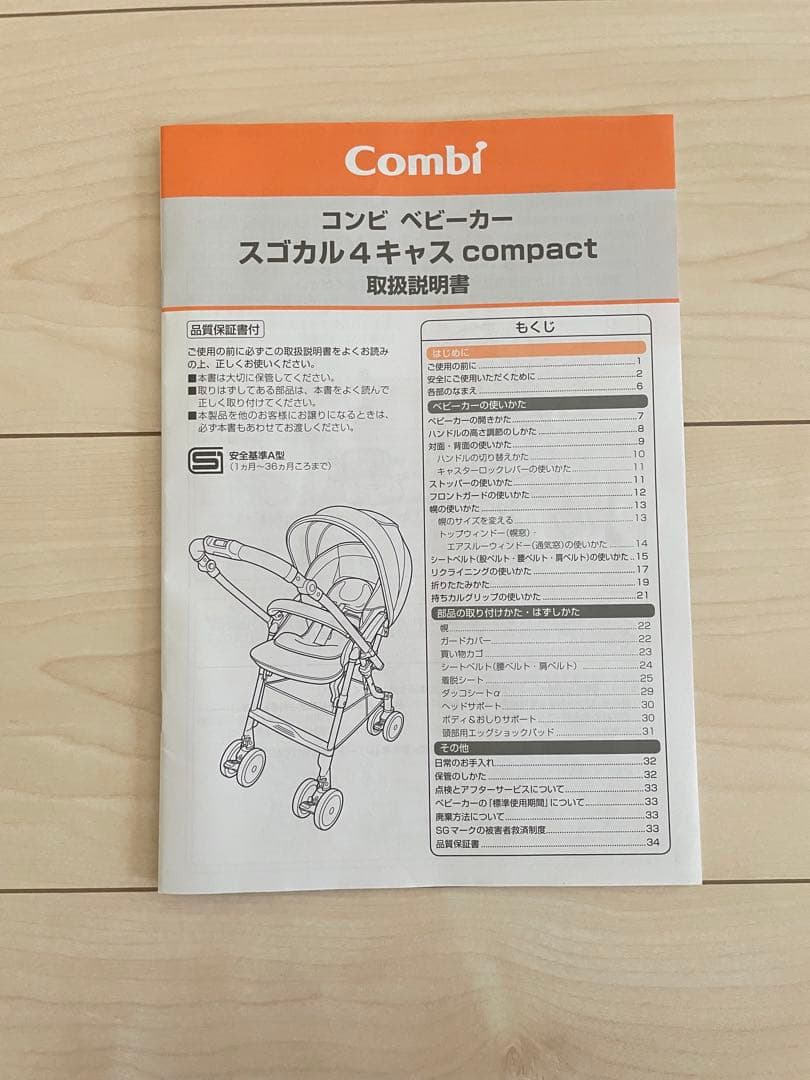 Combi
コンビ ベビーカー
スゴカル4キャス compact
取扱説明書
品質保証書付
ご使用の前に必ずこの取扱説明書をよくお読み
の上、正しくお使いください。
■本書は大切に保管してください。
■取りはずしてある部品は、本書をよく読んで
正しく取り付けてください。
■本製品を他のお客様にお譲りになるときは、
必ず本書もあわせてお渡しください。
安全基準A型
(1ヵ月〜36ヵ月ころまで)
もくじ
はじめに
ご使用の前に 1
安全にご使用いただくために 2
各部のなまえ 6
ベビーカーの使いかた
ベビーカーの開きかた 7
ハンドルの高さ調節のしかた 8
対面・背面の使いかた 9
ハンドルの切り替えかた 10
キャスターロックレバーの使いかた 11
ストッパーの使いかた 11
フロントガードの使いかた 12
幌の使いかた 13
幌のサイズを変える 13
トップウィンドー(幌窓)・
エアスルーウィンドー(通気窓)の使いかた 14
シートベルト(股ベルト・腰ベルト・肩ベルト)の使いかた 15
リクライニングの使いかた 17
折りたたみかた 19
持ちカルグリップの使いかた 21
部品の取り付けかた・はずしかた
幌 22
ガードカバー 22
買い物カゴ 23
シートベルト(腰ベルト・肩ベルト) 24
着脱シート 25
ダッコシートα 29
ヘッドサポート 30
ボディ&おしりサポート 30
頭部用エッグショックパッド 31
その他
日常のお手入れ 32
保管のしかた 32
点検とアフターサービスについて 33
ベビーカーの「標準使用期間」について 33
廃棄方法について 33
SGマークの被害者救済制度 33
品質保証書 34